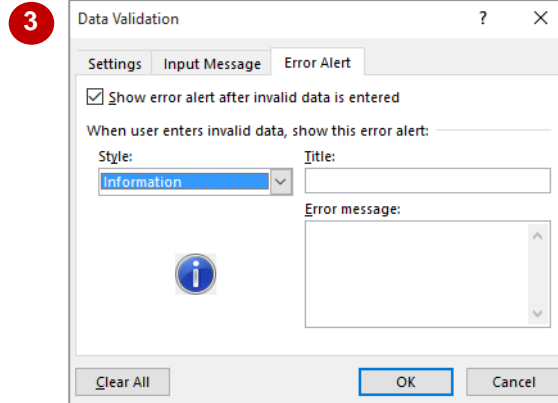 3
Data Validation ? ×
Settings Input Message Error Alert
Show error alert after invalid data is entered
When user enters invalid data, show this error alert:
Style: Title:
Information
Error message:
i
Clear All OK Cancel